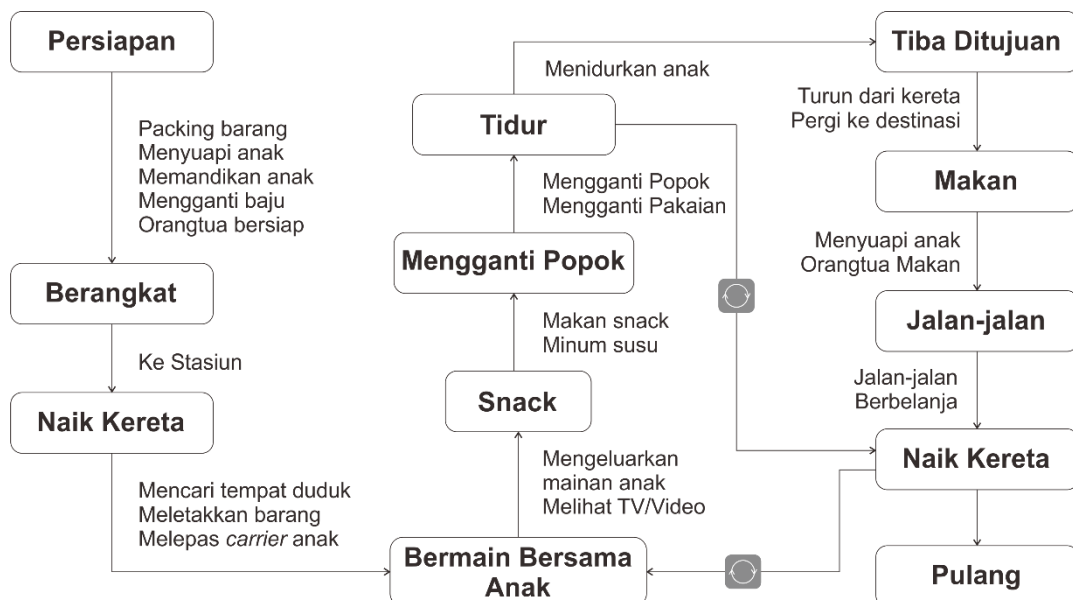 Persiapan
Packing barang
Menyuapi anak
Memandikan anak
Mengganti baju
Orangtua bersiap
Berangkat
Ke Stasiun
Naik Kereta
Mencari tempat duduk
Meletakkan barang
Melepas carrier anak
Bermain Bersama
Anak
Mengeluarkan
mainan anak
Melihat TV/Video
Snack
Makan snack
Minum susu
Mengganti Popok
Mengganti Popok
Mengganti Pakaian
Tidur
Menidurkan anak
Tiba Ditujuan
Turun dari kereta
Pergi ke destinasi
Makan
Menyuapi anak
Orangtua Makan
Jalan-jalan
Jalan-jalan
Berbelanja
Naik Kereta
Pulang